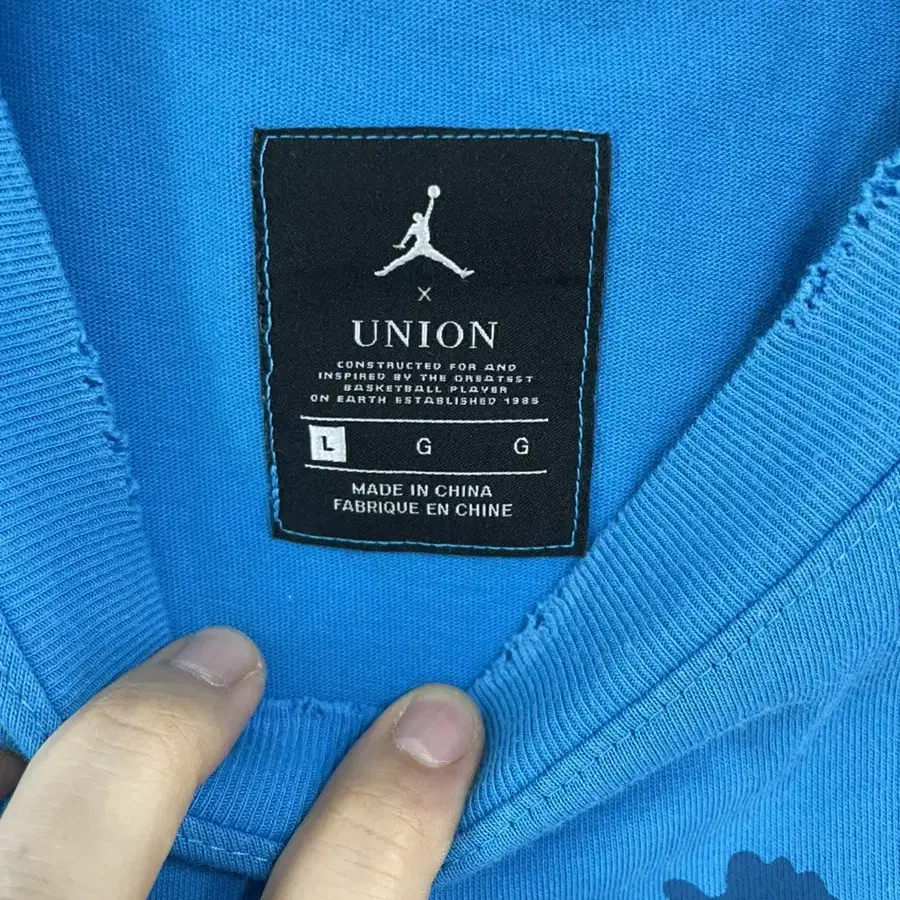 X
UNION
CONSTRUCTED FOR AND
INSPIRED BY THE GREATEST
BASKETBALL PLAYER
ON EARTH ESTABLISHED 1985
L G G
MADE IN CHINA
FABRIQUE EN CHINE